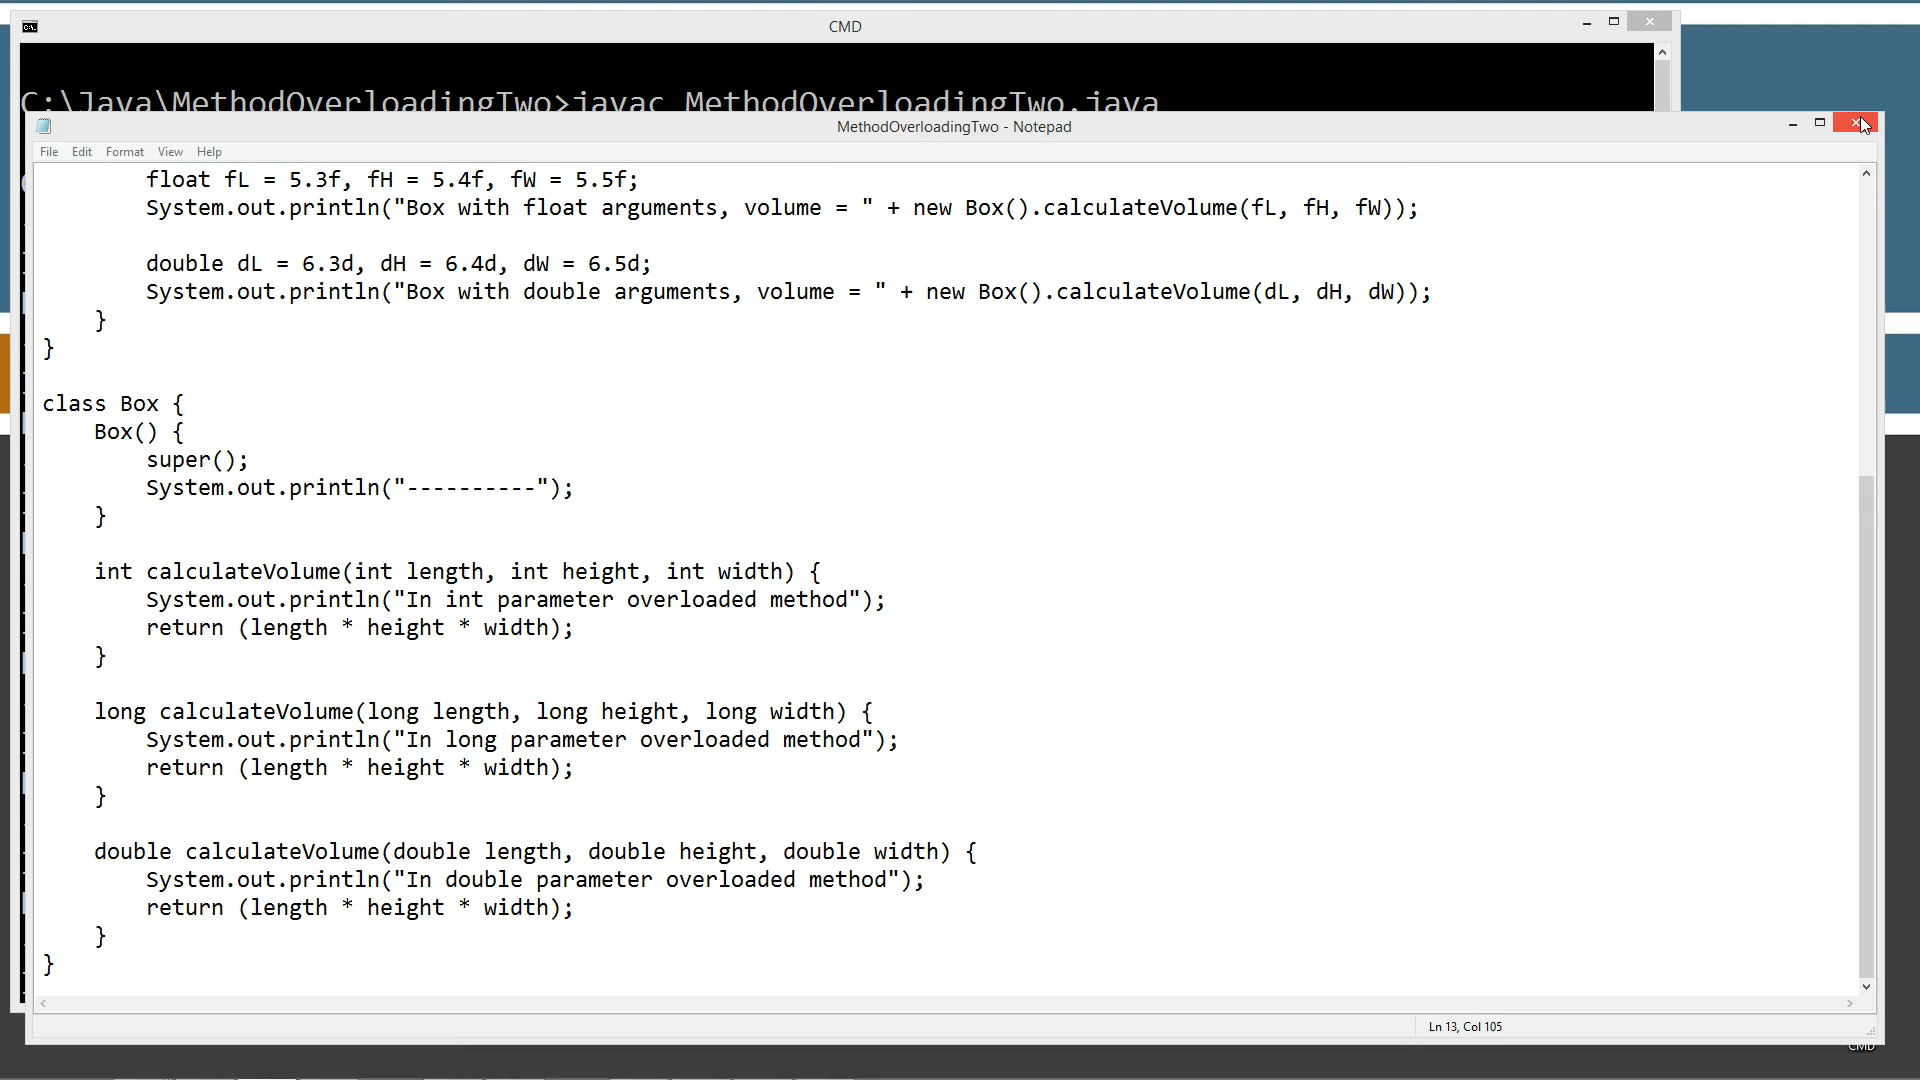 CMD
C:\Java\MethodOverloadingTwo>javac MethodOverloadingTwo.java
MethodOverloadingTwo - Notepad
File Edit Format View Help
float fL = 5.3f, fH = 5.4f, fW = 5.5f;
System.out.println("Box with float arguments, volume = " + new Box().calculateVolume(fL, fH, fW));
double dL = 6.3d, dH = 6.4d, dW = 6.5d;
System.out.println("Box with double arguments, volume = " + new Box().calculateVolume(dL, dH, dW));
}
}
class Box {
Box() {
super();
System.out.println("----------");
}
int calculateVolume(int length, int height, int width) {
System.out.println("In int parameter overloaded method");
return (length * height * width);
}
long calculateVolume(long length, long height, long width) {
System.out.println("In long parameter overloaded method");
return (length * height * width);
}
double calculateVolume(double length, double height, double width) {
System.out.println("In double parameter overloaded method");
return (length * height * width);
}
}
Ln 13, Col 105
CMD